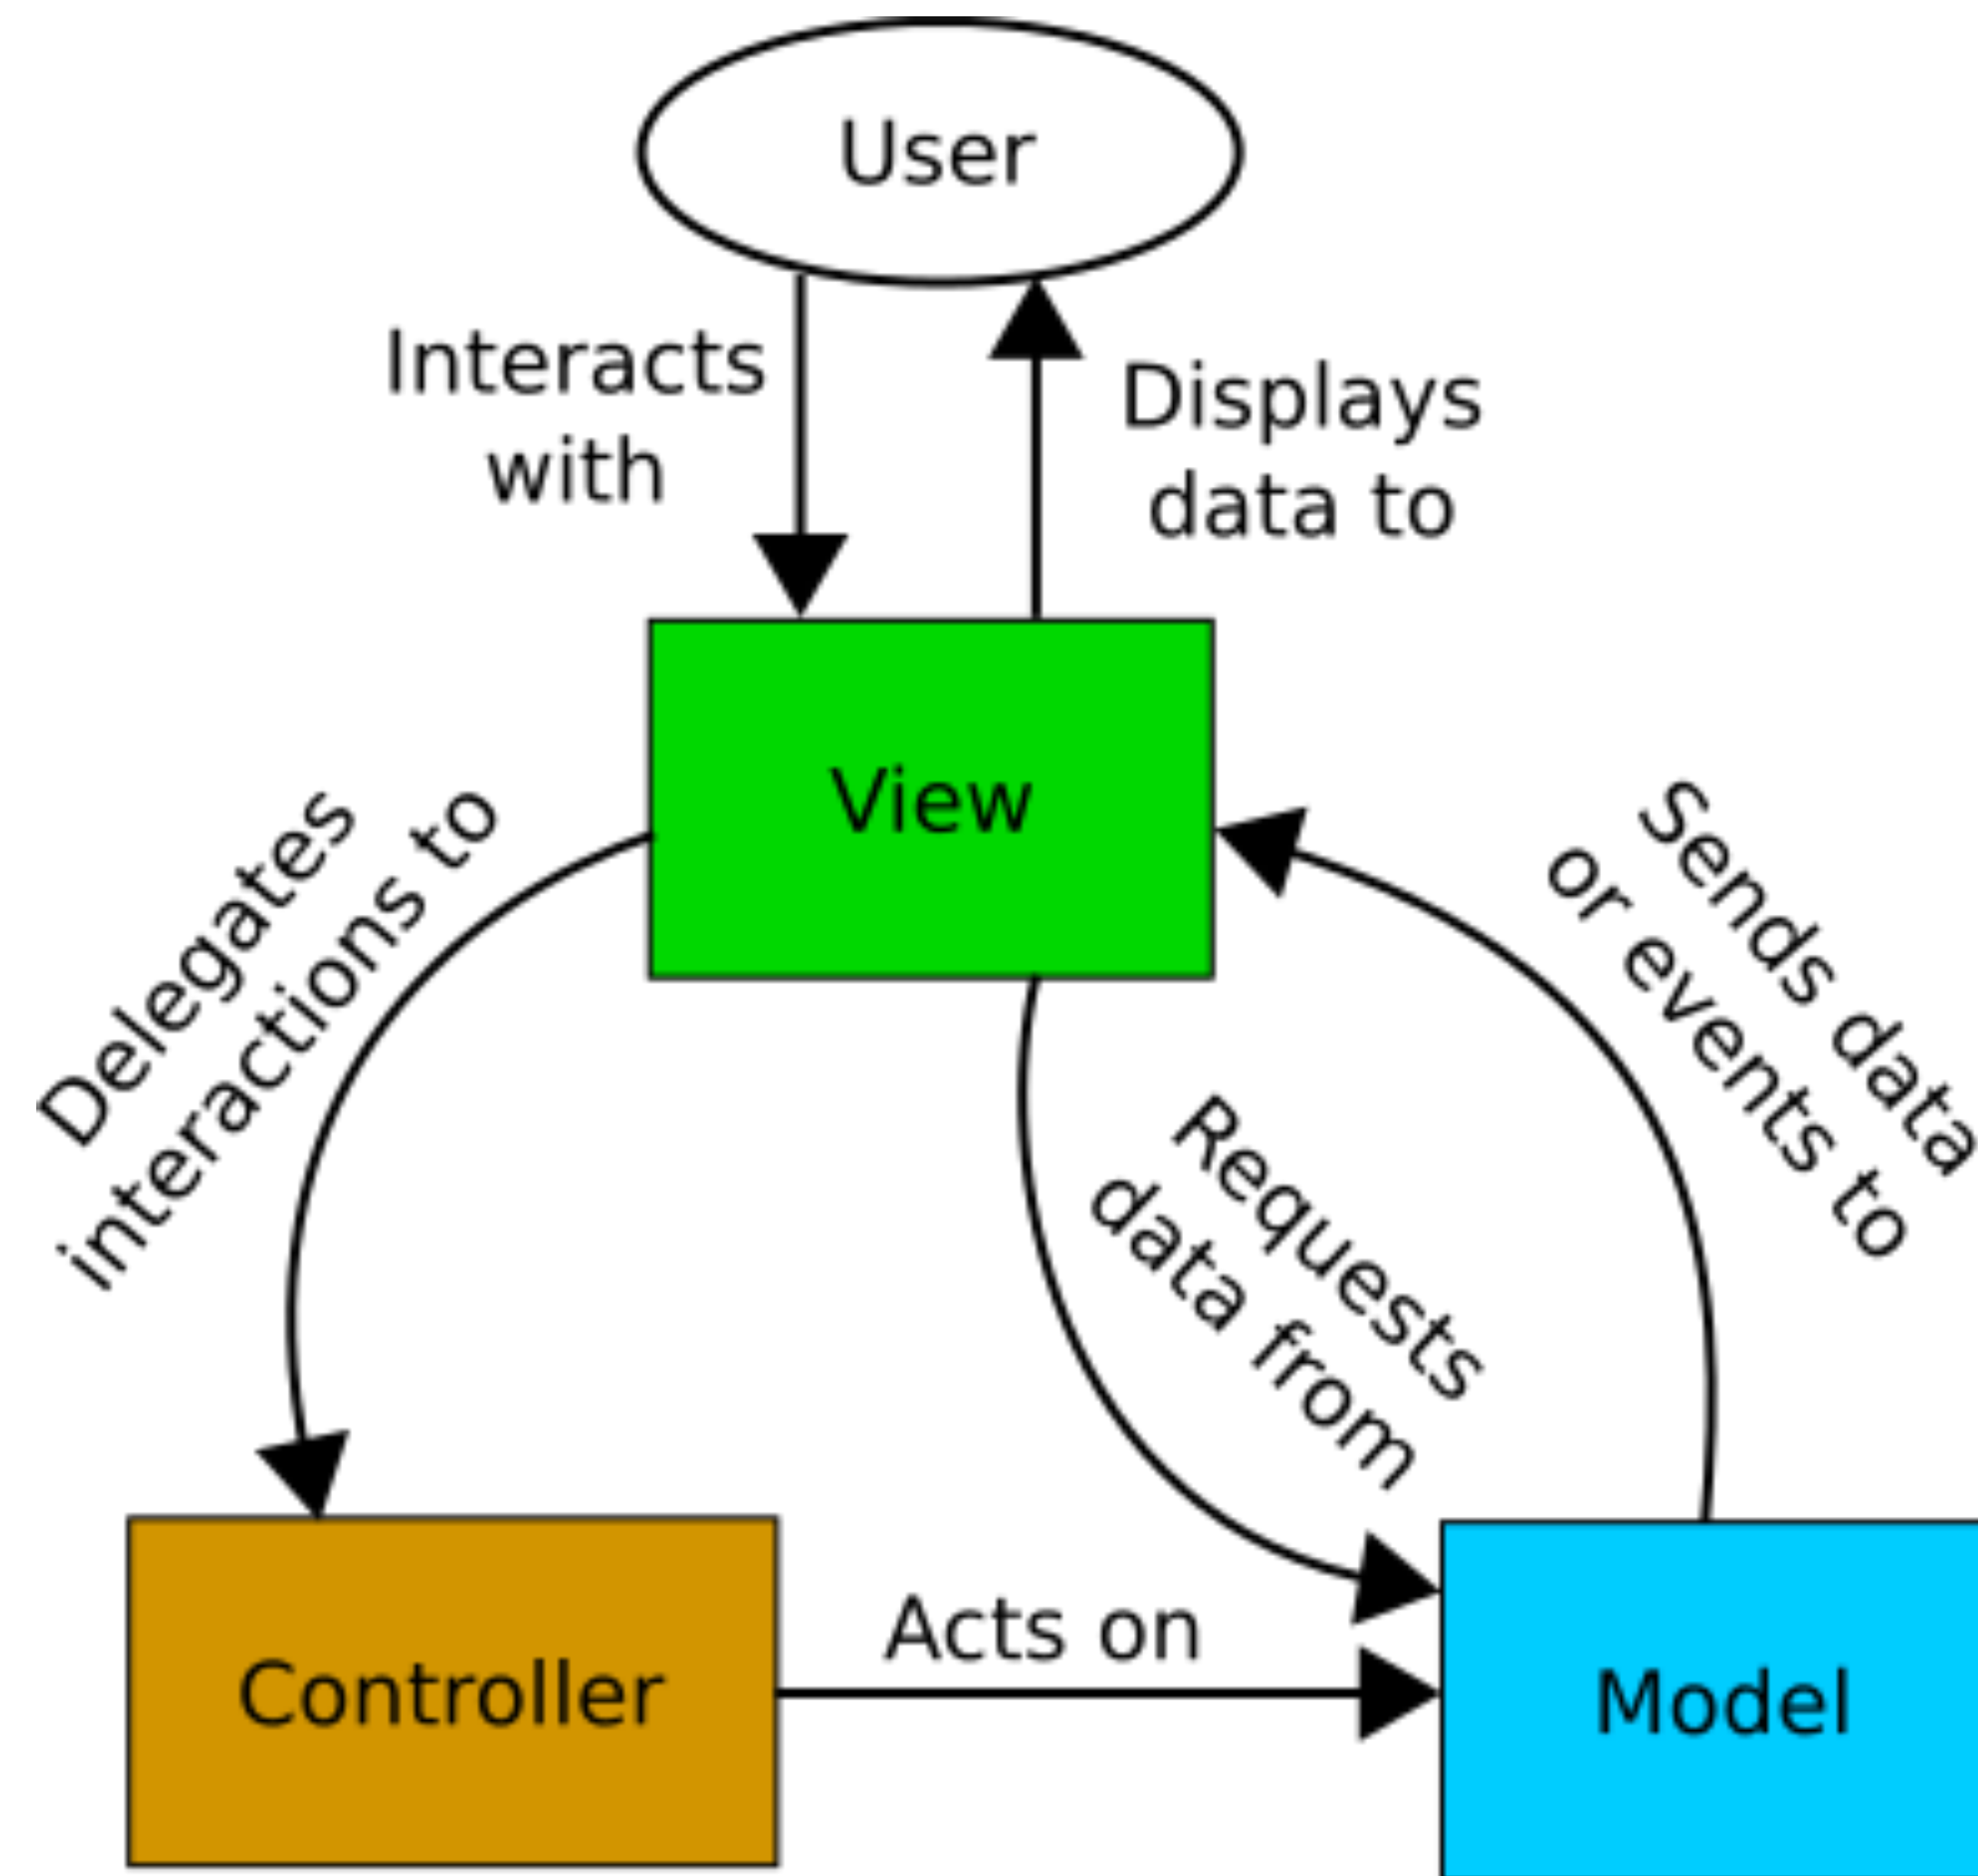 User
Interacts
with
Displays
data to
View
Delegates
interactions to
Sends data
or events to
Requests
data from
Acts on
Controller
Model